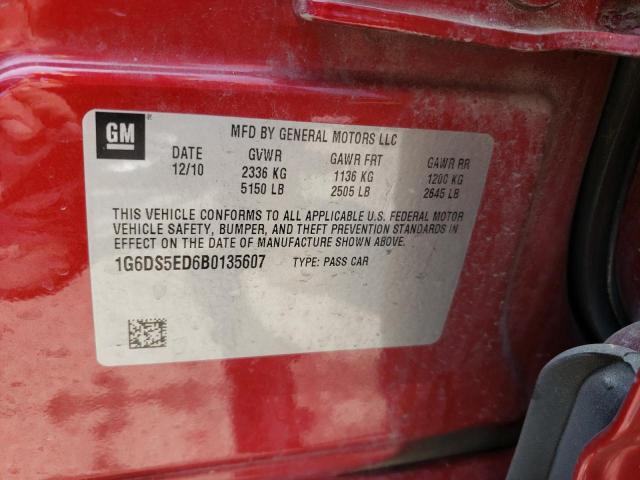 GM
MFD BY GENERAL MOTORS LLC
DATE GVWR GAWR FRT GAWR RR
12/10 2336 KG 1136 KG 1200 KG
5150 LB 2505 LB 2645 LB
THIS VEHICLE CONFORMS TO ALL APPLICABLE U.S. FEDERAL MOTOR
VEHICLE SAFETY, BUMPER, AND THEFT PREVENTION STANDARDS IN
EFFECT ON THE DATE OF MANUFACTURE SHOWN ABOVE.
1G6DS5ED6B0135607 TYPE: PASS CAR